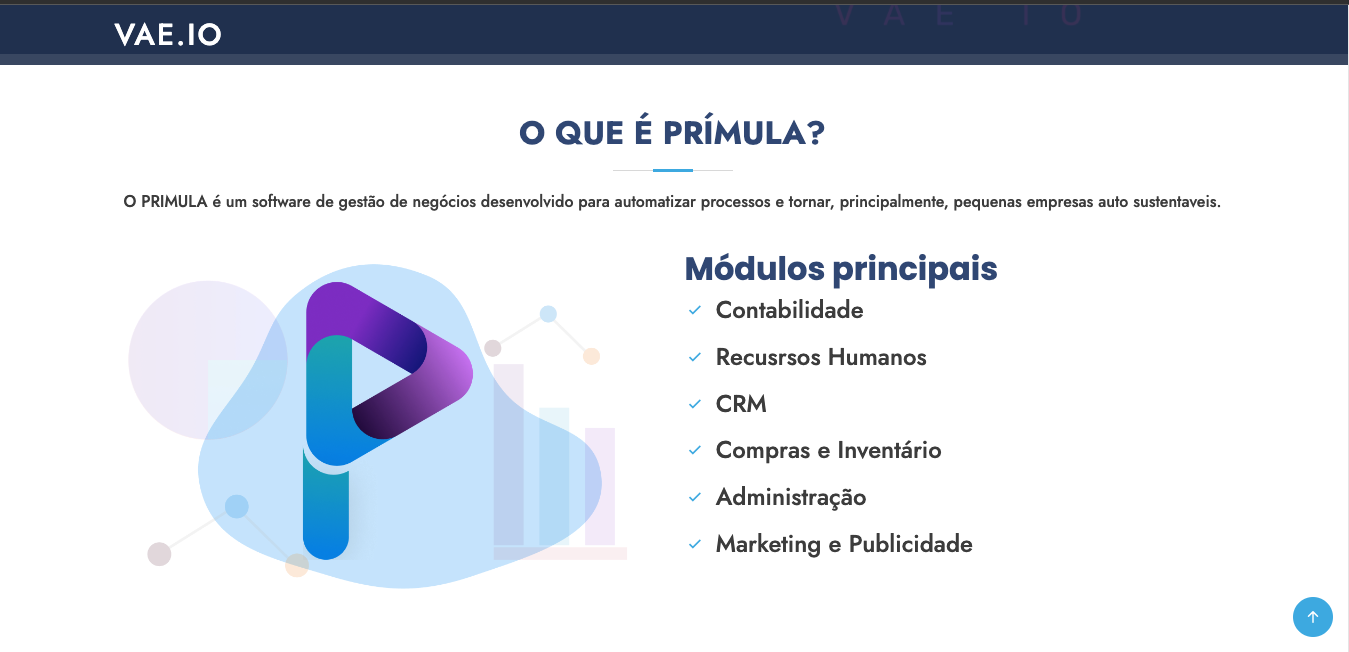 V A E I O
VAE.IO
O QUE É PRÍMULA?
O PRIMULA é um software de gestão de negócios desenvolvido para automatizar processos e tornar, principalmente, pequenas empresas auto sustentaveis.
Módulos principais
Contabilidade
Recusrsos Humanos
CRM
Compras e Inventário
Administração
Marketing e Publicidade